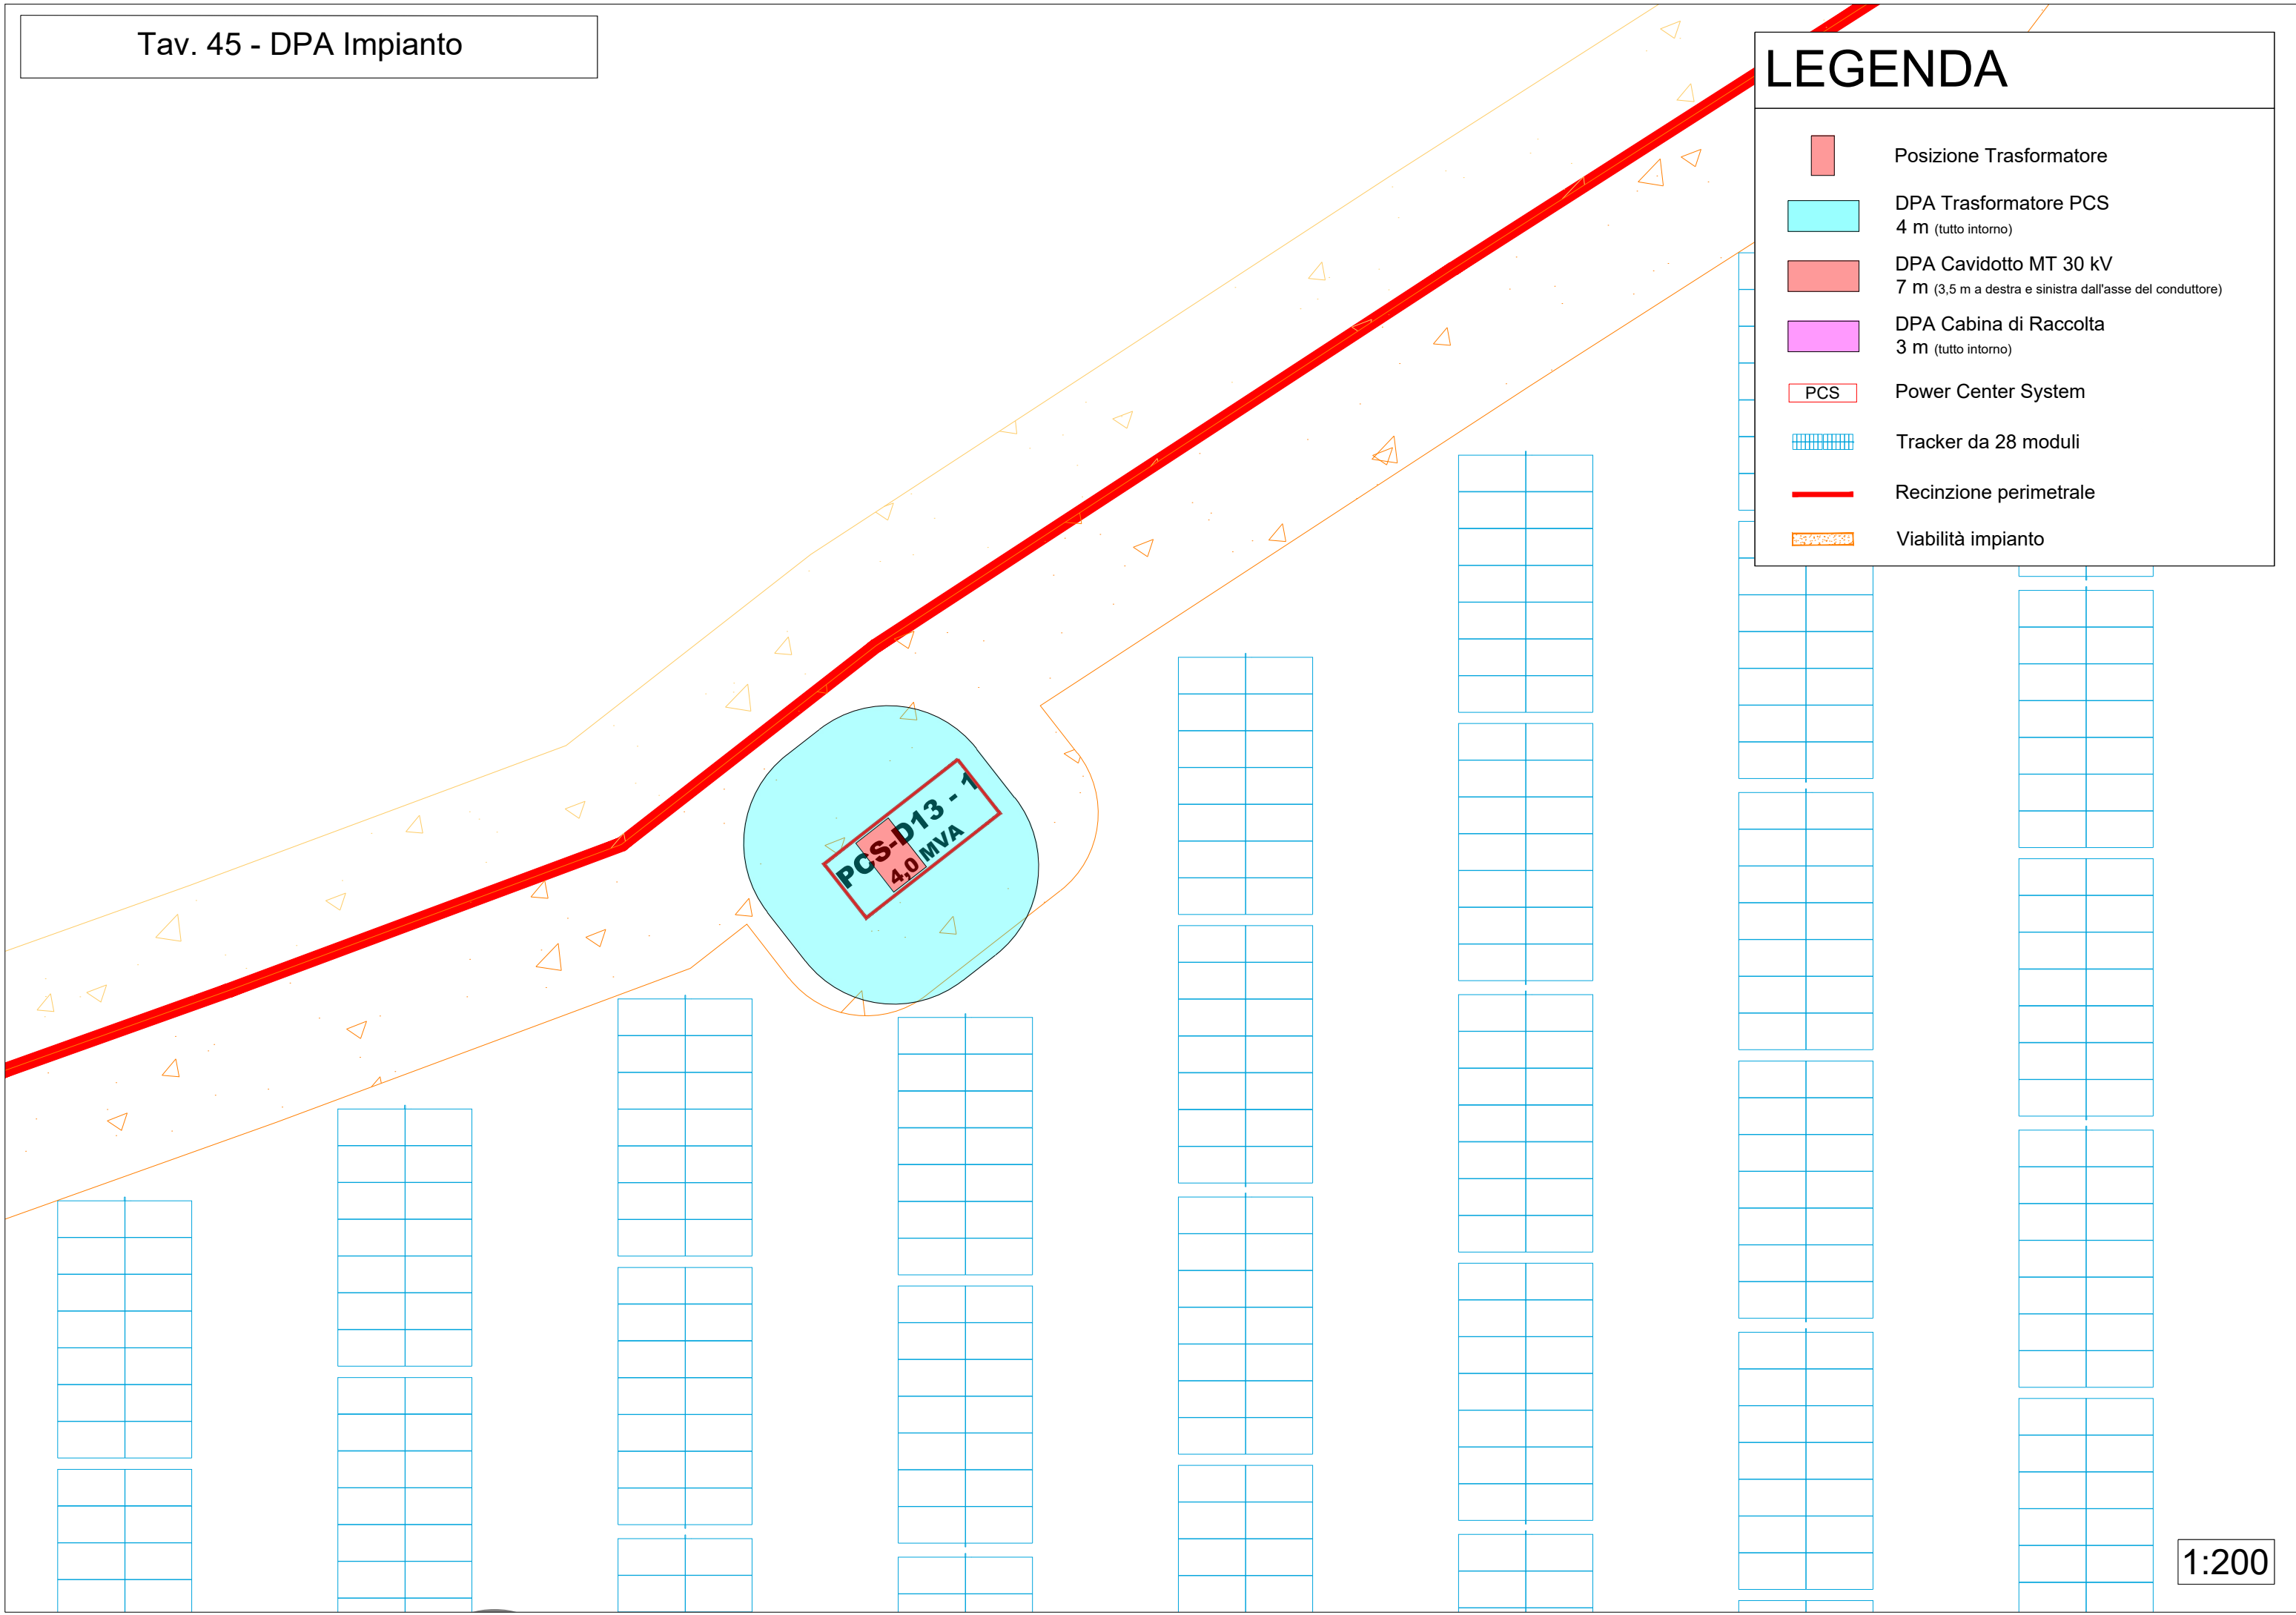 Tav. 45 - DPA Impianto
LEGENDA
Posizione Trasformatore
DPA Trasformatore PCS
4 m (tutto intorno)
DPA Cavidotto MT 30 kV
7 m (3,5 m a destra e sinistra dall'asse del conduttore)
DPA Cabina di Raccolta
3 m (tutto intorno)
PCS Power Center System
Tracker da 28 moduli
Recinzione perimetrale
Viabilità impianto
PCS-D13 - 1
4,0 MVA
1:200